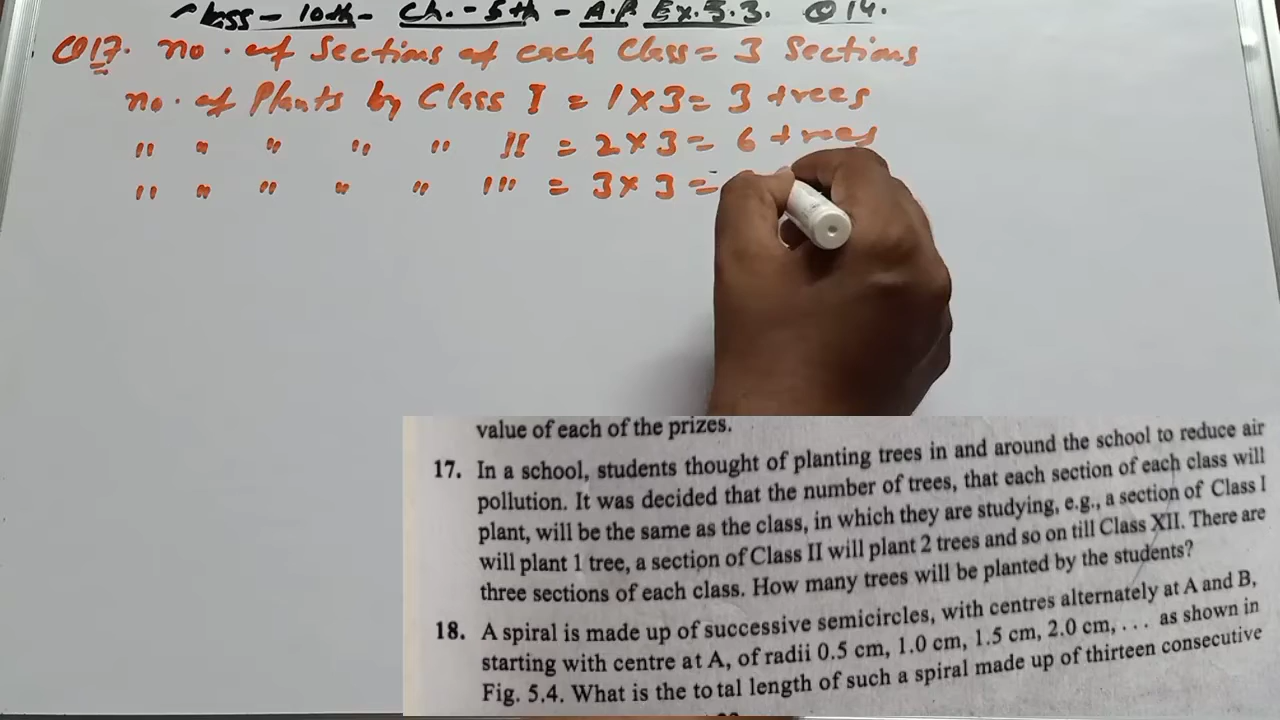 Class - 10th - Ch. - 5th - A.P Ex. 5.3. Q 14.
Q17. no. of Sections of each Class = 3 Sections
no. of Plants by Class I = 1 × 3 = 3 trees
" " " " " II = 2 × 3 = 6 trees
" " " " " III = 3 × 3 =
value of each of the prizes.
17. In a school, students thought of planting trees in and around the school to reduce air
pollution. It was decided that the number of trees, that each section of each class will
plant, will be the same as the class, in which they are studying, e.g., a section of Class I
will plant 1 tree, a section of Class II will plant 2 trees and so on till Class XII. There are
three sections of each class. How many trees will be planted by the students?
18. A spiral is made up of successive semicircles, with centres alternately at A and B,
starting with centre at A, of radii 0.5 cm, 1.0 cm, 1.5 cm, 2.0 cm, . . . as shown in
Fig. 5.4. What is the total length of such a spiral made up of thirteen consecutive